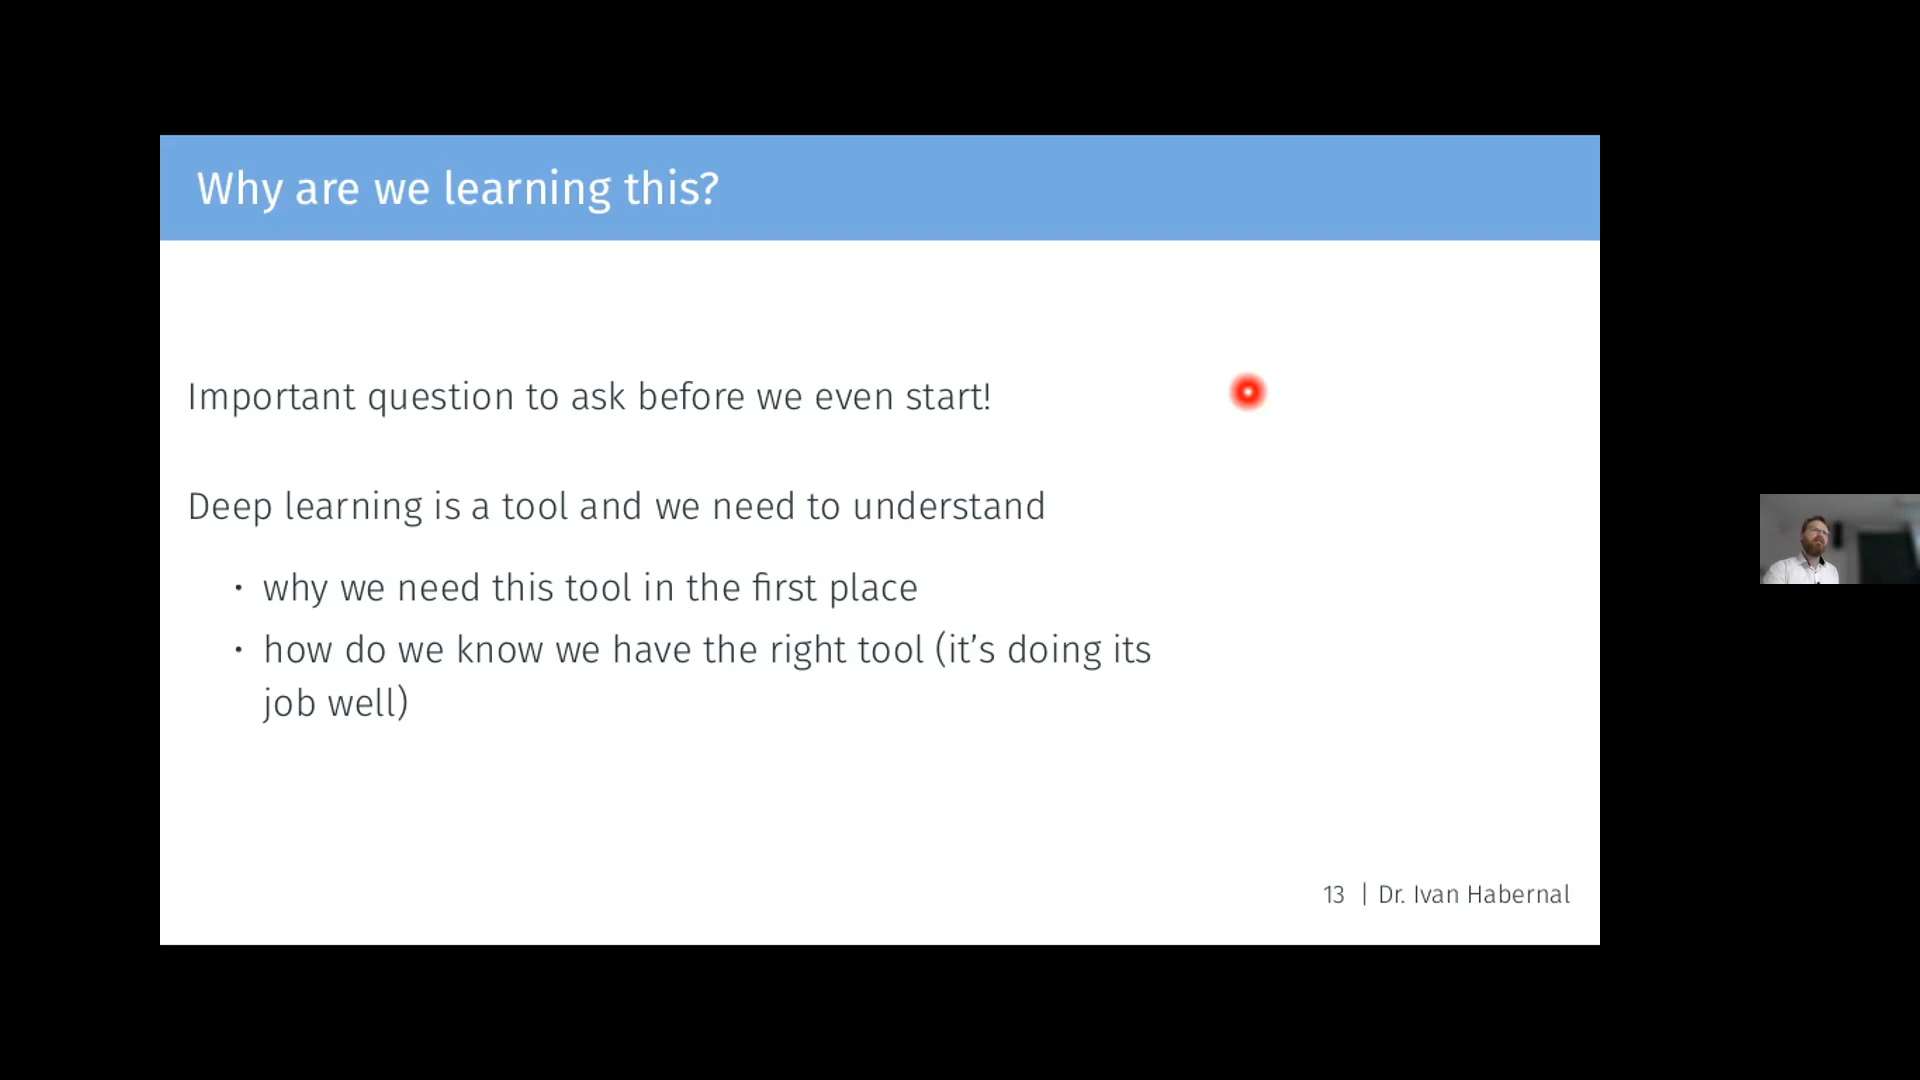 Why are we learning this?
Important question to ask before we even start!
Deep learning is a tool and we need to understand
• why we need this tool in the first place
• how do we know we have the right tool (it's doing its
job well)
13 | Dr. Ivan Habernal